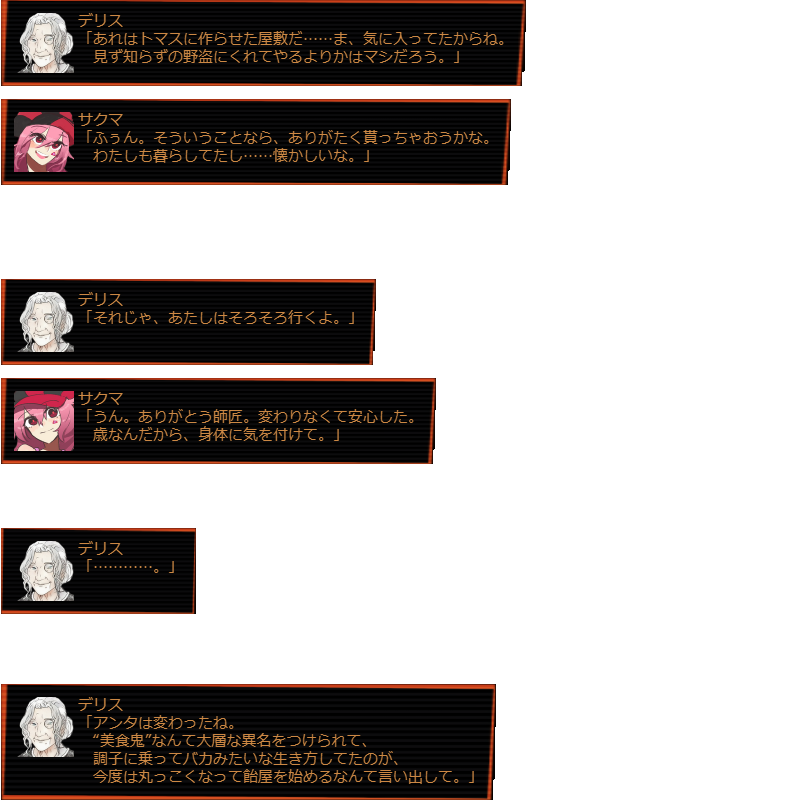 デリス
「あれはトマスに作らせた屋敷だ……ま、気に入ってたからね。
見ず知らずの野盗にくれてやるよりかはマシだろう。」
サクマ
「ふぅん。そういうことなら、ありがたく貰っちゃおうかな。
わたしも暮らしてたし……懐かしいな。」
デリス
「それじゃ、あたしはそろそろ行くよ。」
サクマ
「うん。ありがとう師匠。変わりなくて安心した。
歳なんだから、身体に気を付けて。」
デリス
「…………。」
デリス
「アンタは変わったね。
“美食鬼”なんて大層な異名をつけられて、
調子に乗ってバカみたいな生き方してたのが、
今度は丸っこくなって飴屋を始めるなんて言い出して。」